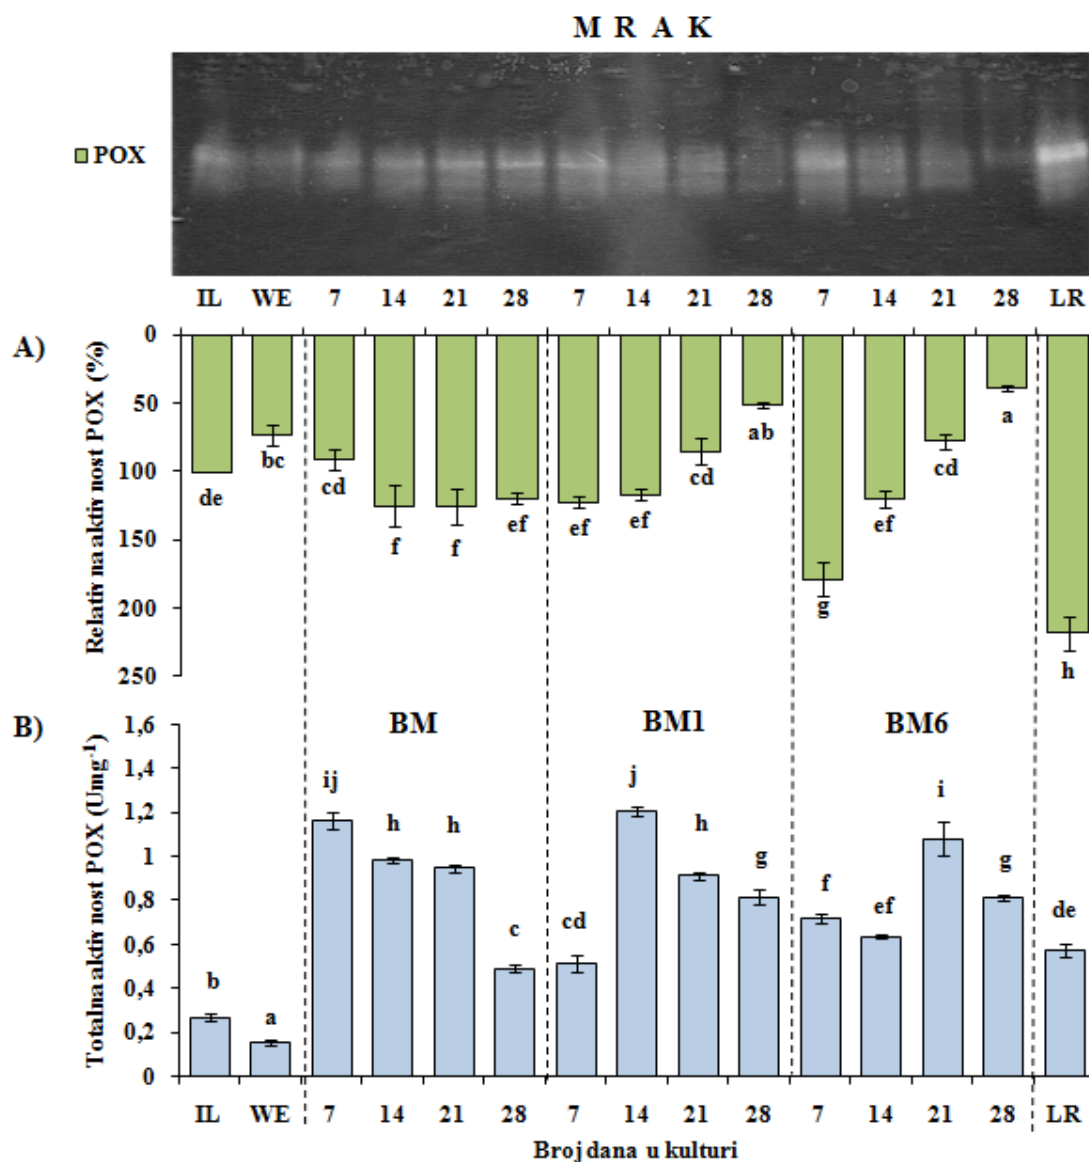 M R A K
POX
IL WE 7 14 21 28 7 14 21 28 7 14 21 28 LR
A)
Relativna aktivnost POX (%)
0
50
100
150
200
250
de bc cd f f ef ef ef cd ab g ef cd a h
B)
Totalna aktivnost POX (Umg⁻¹)
BM BM1 BM6
1,6
1,4
1,2
1
0,8
0,6
0,4
0,2
0
b a ij h h c cd j h g f ef i g de
IL WE 7 14 21 28 7 14 21 28 7 14 21 28 LR
Broj dana u kulturi